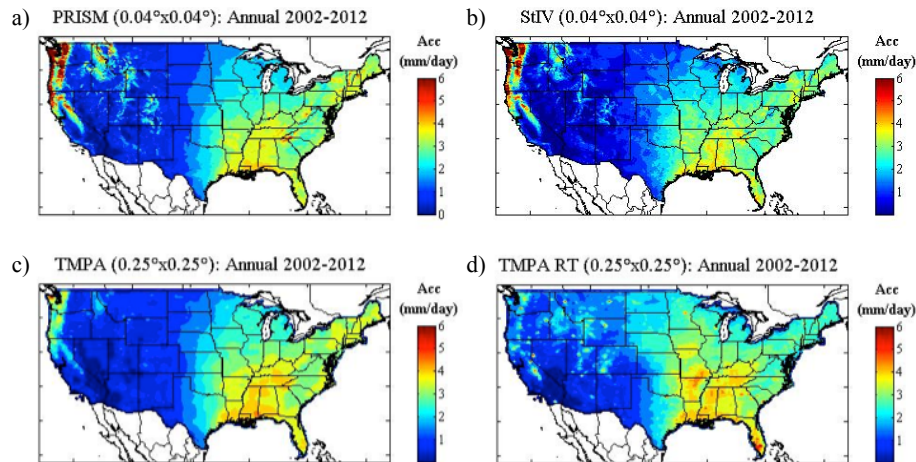 a) PRISM (0.04°x0.04°): Annual 2002-2012
Acc
(mm/day)
6
5
4
3
2
1
0
b) StIV (0.04°x0.04°): Annual 2002-2012
Acc
(mm/day)
6
5
4
3
2
1
c) TMPA (0.25°x0.25°): Annual 2002-2012
Acc
(mm/day)
6
5
4
3
2
1
0
d) TMPA RT (0.25°x0.25°): Annual 2002-2012
Acc
(mm/day)
6
5
4
3
2
1
0